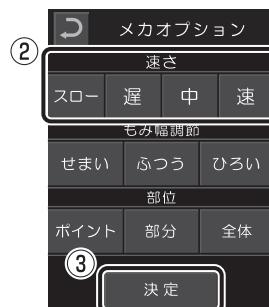 メカオプション
②
速さ
スロー 遅 中 速
もみ幅調節
せまい ふつう ひろい
部位
ポイント 部分 全体
③
決定